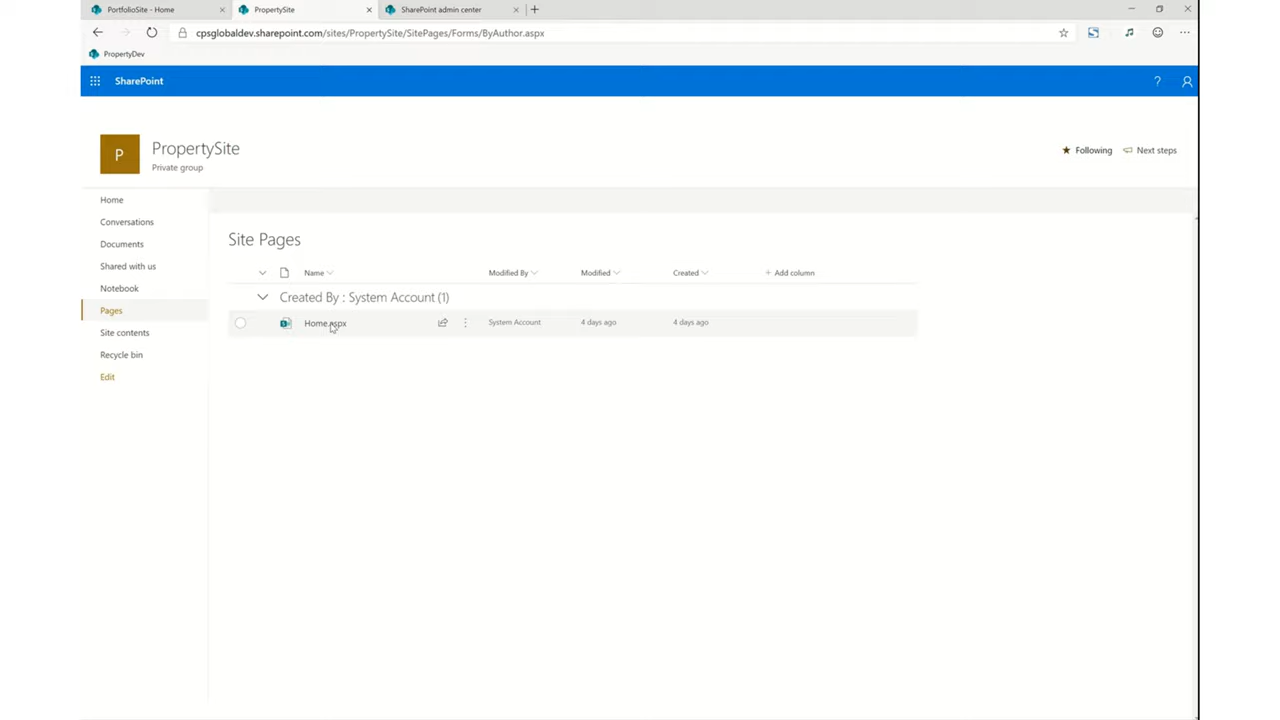 PortfolioSite - Home
PropertySite
SharePoint admin center
cpsglobaldev.sharepoint.com/sites/PropertySite/SitePages/Forms/ByAuthor.aspx
PropertyDev
SharePoint
?
P
PropertySite
Private group
Following
Next steps
Home
Conversations
Documents
Shared with us
Notebook
Pages
Site contents
Recycle bin
Edit
Site Pages
Name
Modified By
Modified
Created
+ Add column
Created By : System Account (1)
Home.aspx
System Account
4 days ago
4 days ago